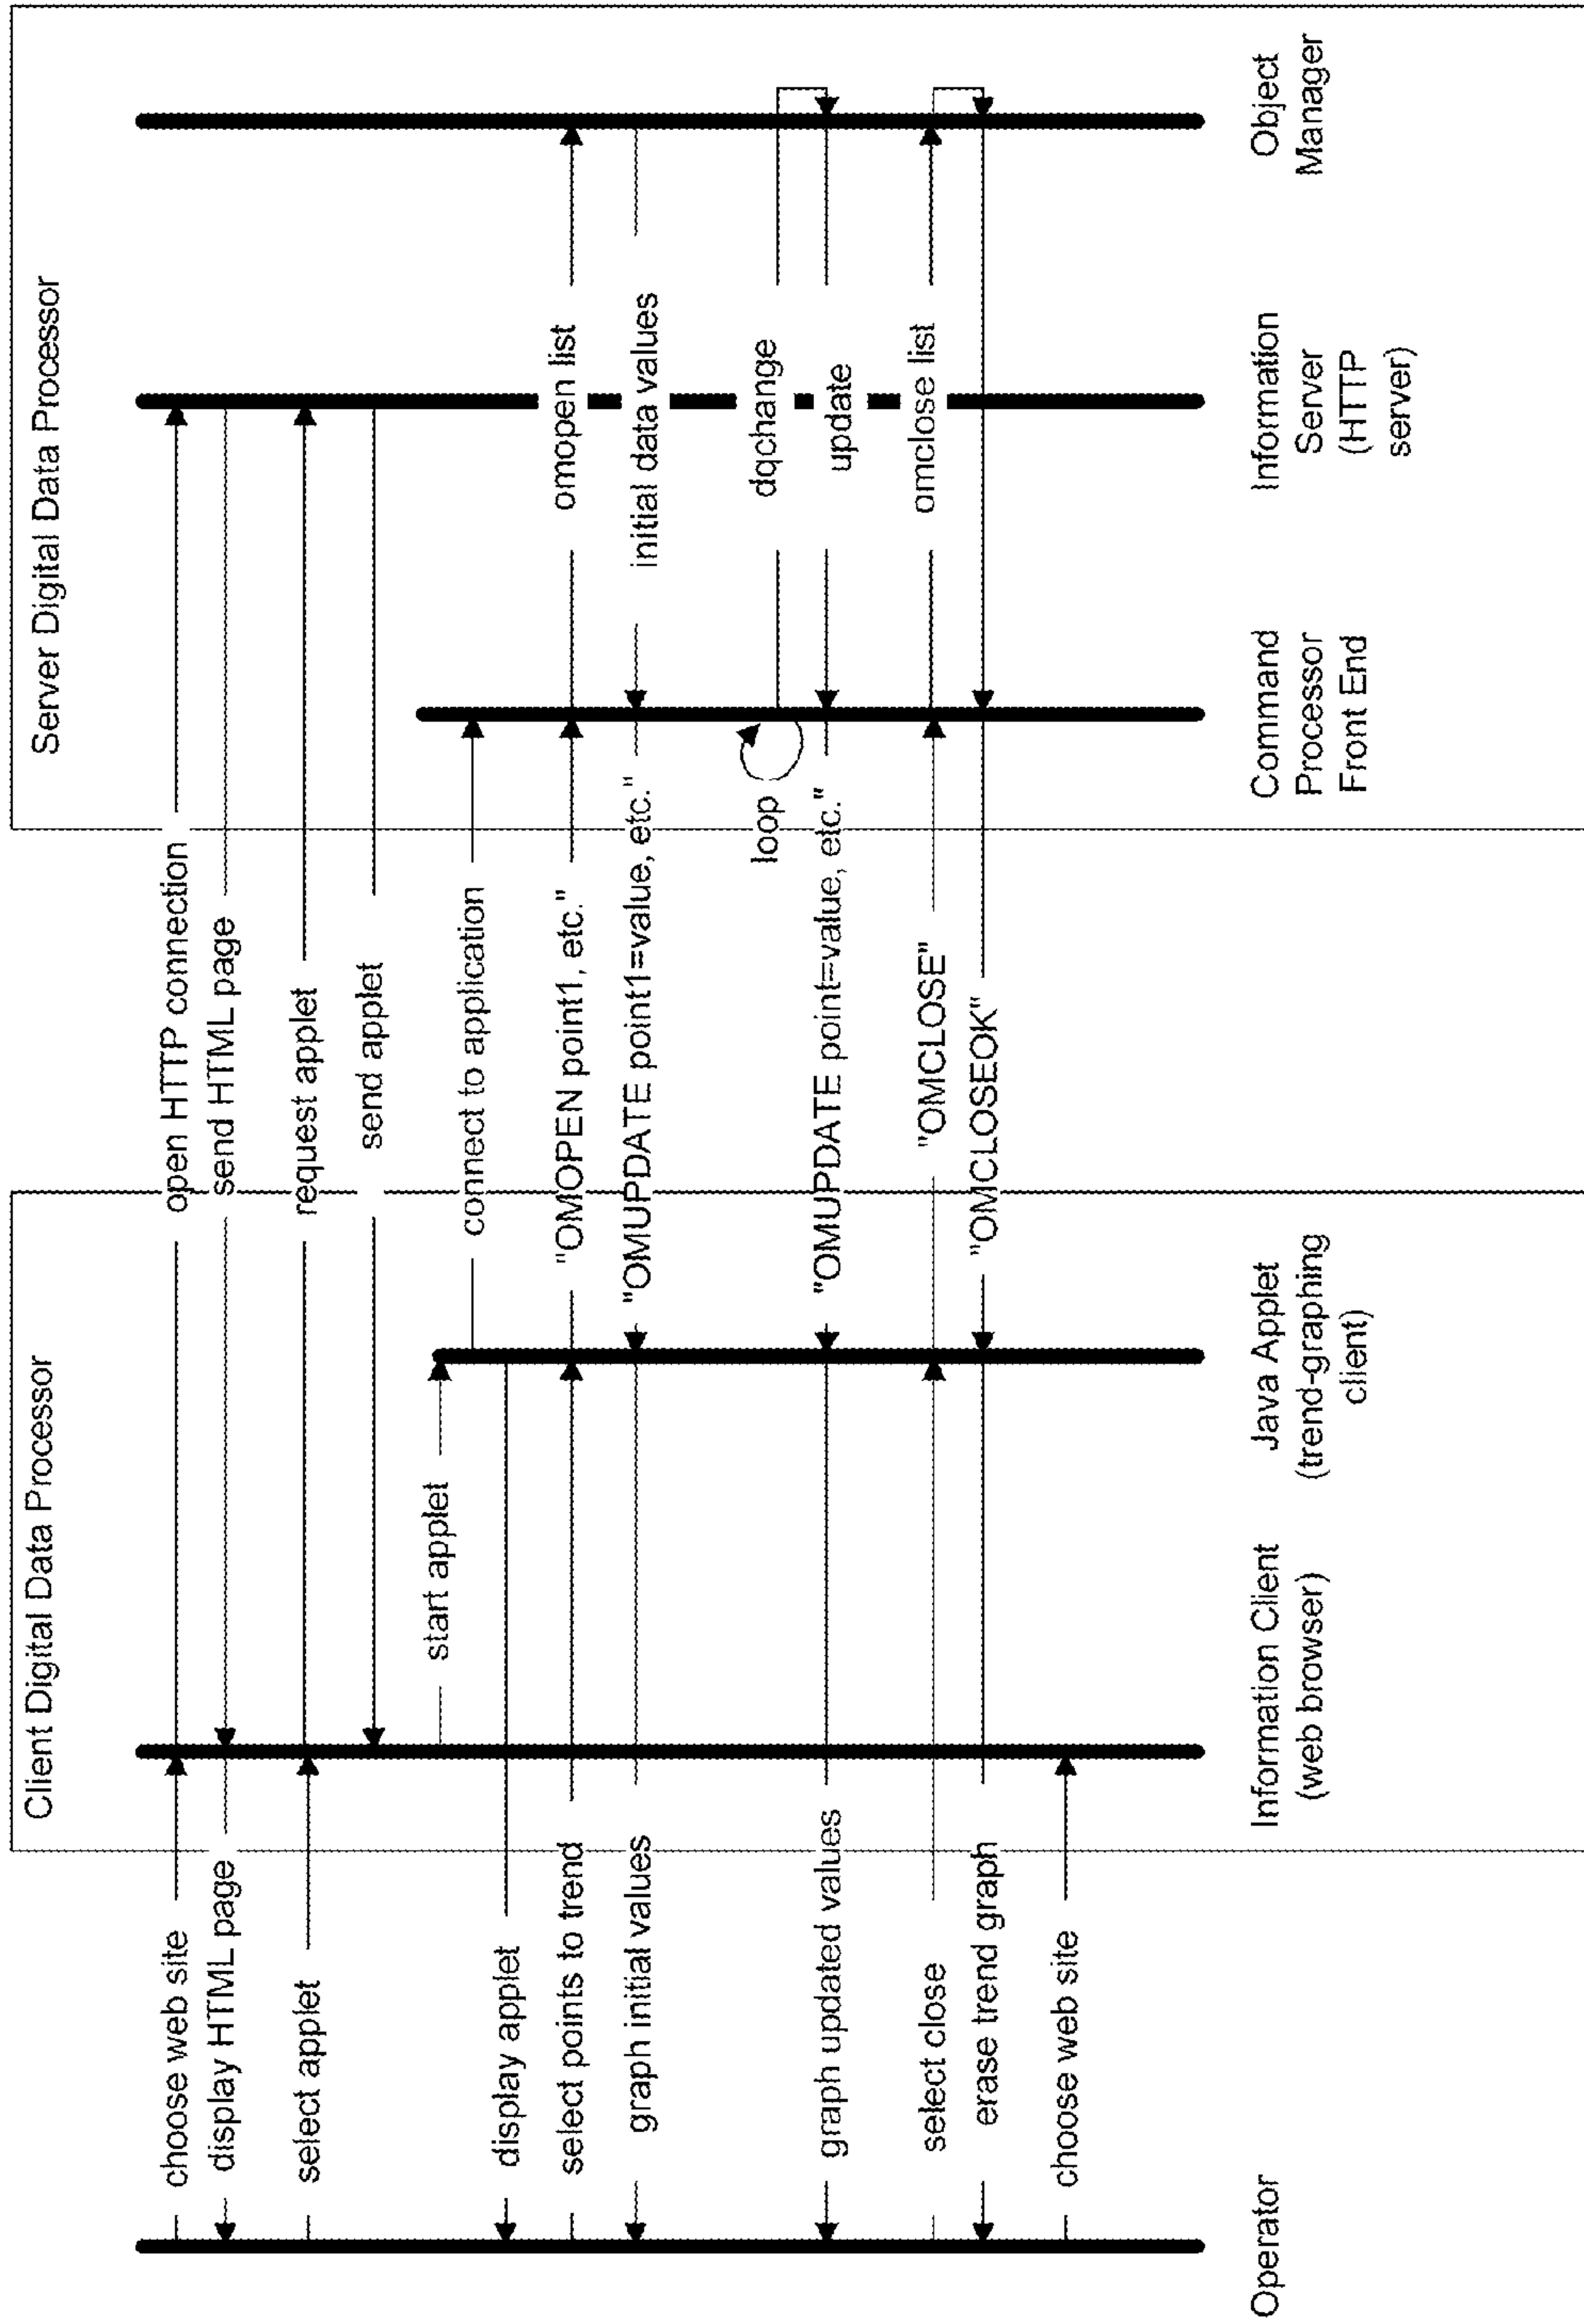 Client Digital Data Processor
Server Digital Data Processor
choose web site
open HTTP connection
display HTML page
send HTML page
select applet
request applet
send applet
start applet
connect to application
display applet
select points to trend
"OMOPEN point1, etc."
omopen list
graph initial values
"OMUPDATE point1=value, etc."
initial data values
loop
dqchange
graph updated values
"OMUPDATE point=value, etc."
update
select close
"OMCLOSE"
omclose list
erase trend graph
"OMCLOSEOK"
choose web site
Operator
Information Client
(web browser)
Java Applet
(trend-graphing
client)
Command
Processor
Front End
Information
Server
(HTTP
server)
Object
Manager